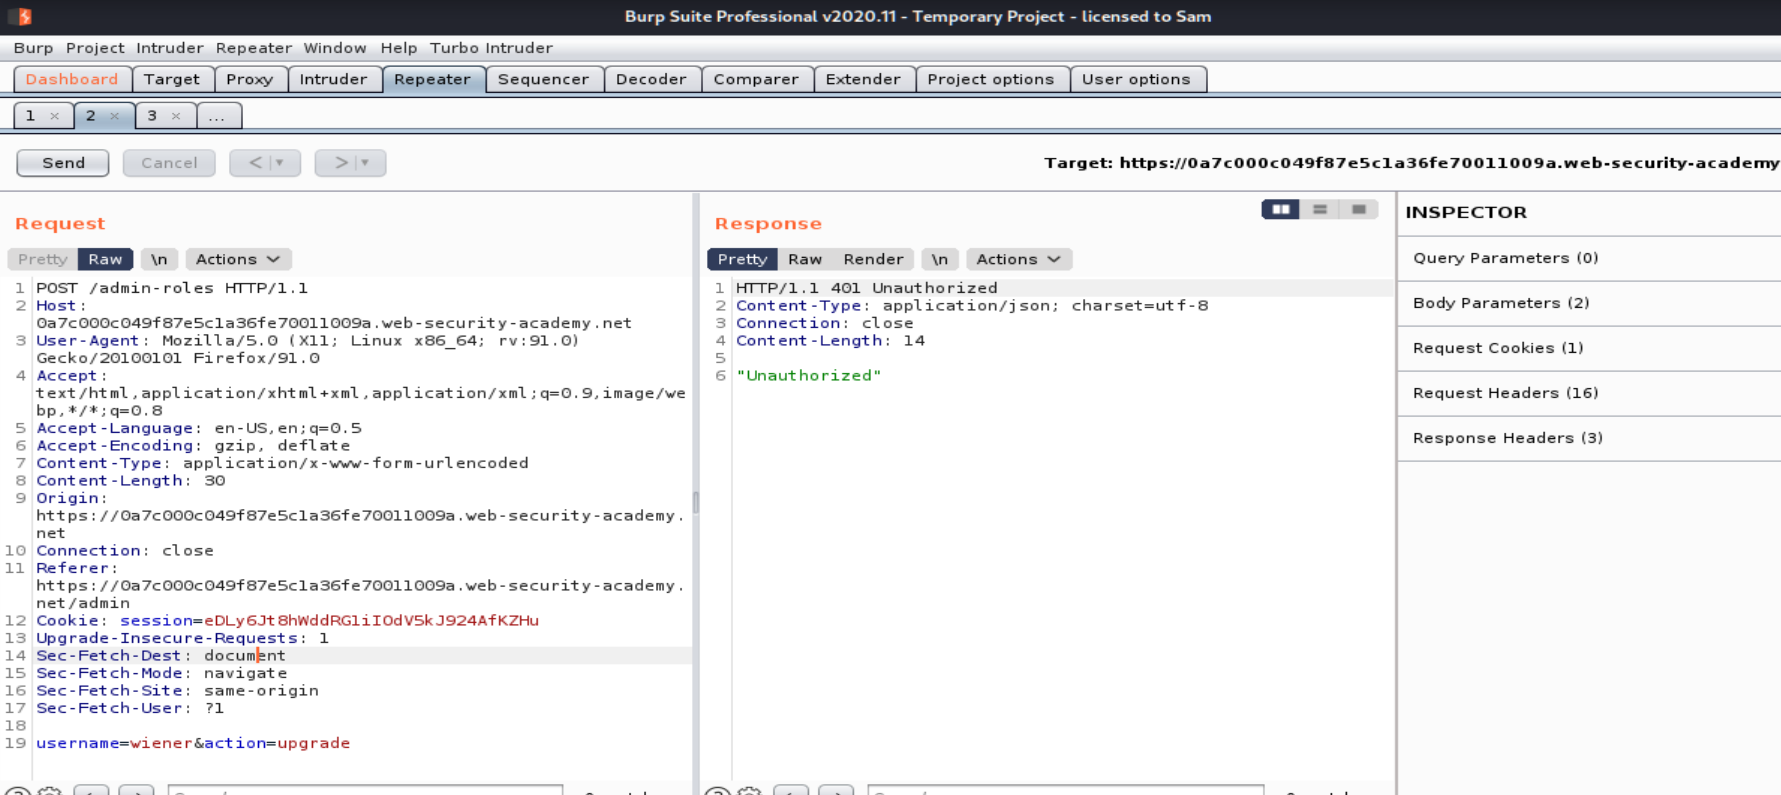 Burp Suite Professional v2020.11 - Temporary Project - licensed to Sam
Burp Project Intruder Repeater Window Help Turbo Intruder
Dashboard Target Proxy Intruder Repeater Sequencer Decoder Comparer Extender Project options User options
1 × 2 × 3 × ...
Send Cancel < | ▾ > | ▾ Target: https://0a7c000c049f87e5c1a36fe70011009a.web-security-academy
Request
Pretty Raw \n Actions
1 POST /admin-roles HTTP/1.1
2 Host:
0a7c000c049f87e5c1a36fe70011009a.web-security-academy.net
3 User-Agent: Mozilla/5.0 (X11; Linux x86_64; rv:91.0)
Gecko/20100101 Firefox/91.0
4 Accept:
text/html,application/xhtml+xml,application/xml;q=0.9,image/we
bp,*/*;q=0.8
5 Accept-Language: en-US,en;q=0.5
6 Accept-Encoding: gzip, deflate
7 Content-Type: application/x-www-form-urlencoded
8 Content-Length: 30
9 Origin:
https://0a7c000c049f87e5c1a36fe70011009a.web-security-academy.
net
10 Connection: close
11 Referer:
https://0a7c000c049f87e5c1a36fe70011009a.web-security-academy.
net/admin
12 Cookie: session=eDLy6Jt8hWddRG1iIOdV5kJ924AfKZHu
13 Upgrade-Insecure-Requests: 1
14 Sec-Fetch-Dest: document
15 Sec-Fetch-Mode: navigate
16 Sec-Fetch-Site: same-origin
17 Sec-Fetch-User: ?1
18
19 username=wiener&action=upgrade
Response
Pretty Raw Render \n Actions
1 HTTP/1.1 401 Unauthorized
2 Content-Type: application/json; charset=utf-8
3 Connection: close
4 Content-Length: 14
5
6 "Unauthorized"
INSPECTOR
Query Parameters (0)
Body Parameters (2)
Request Cookies (1)
Request Headers (16)
Response Headers (3)